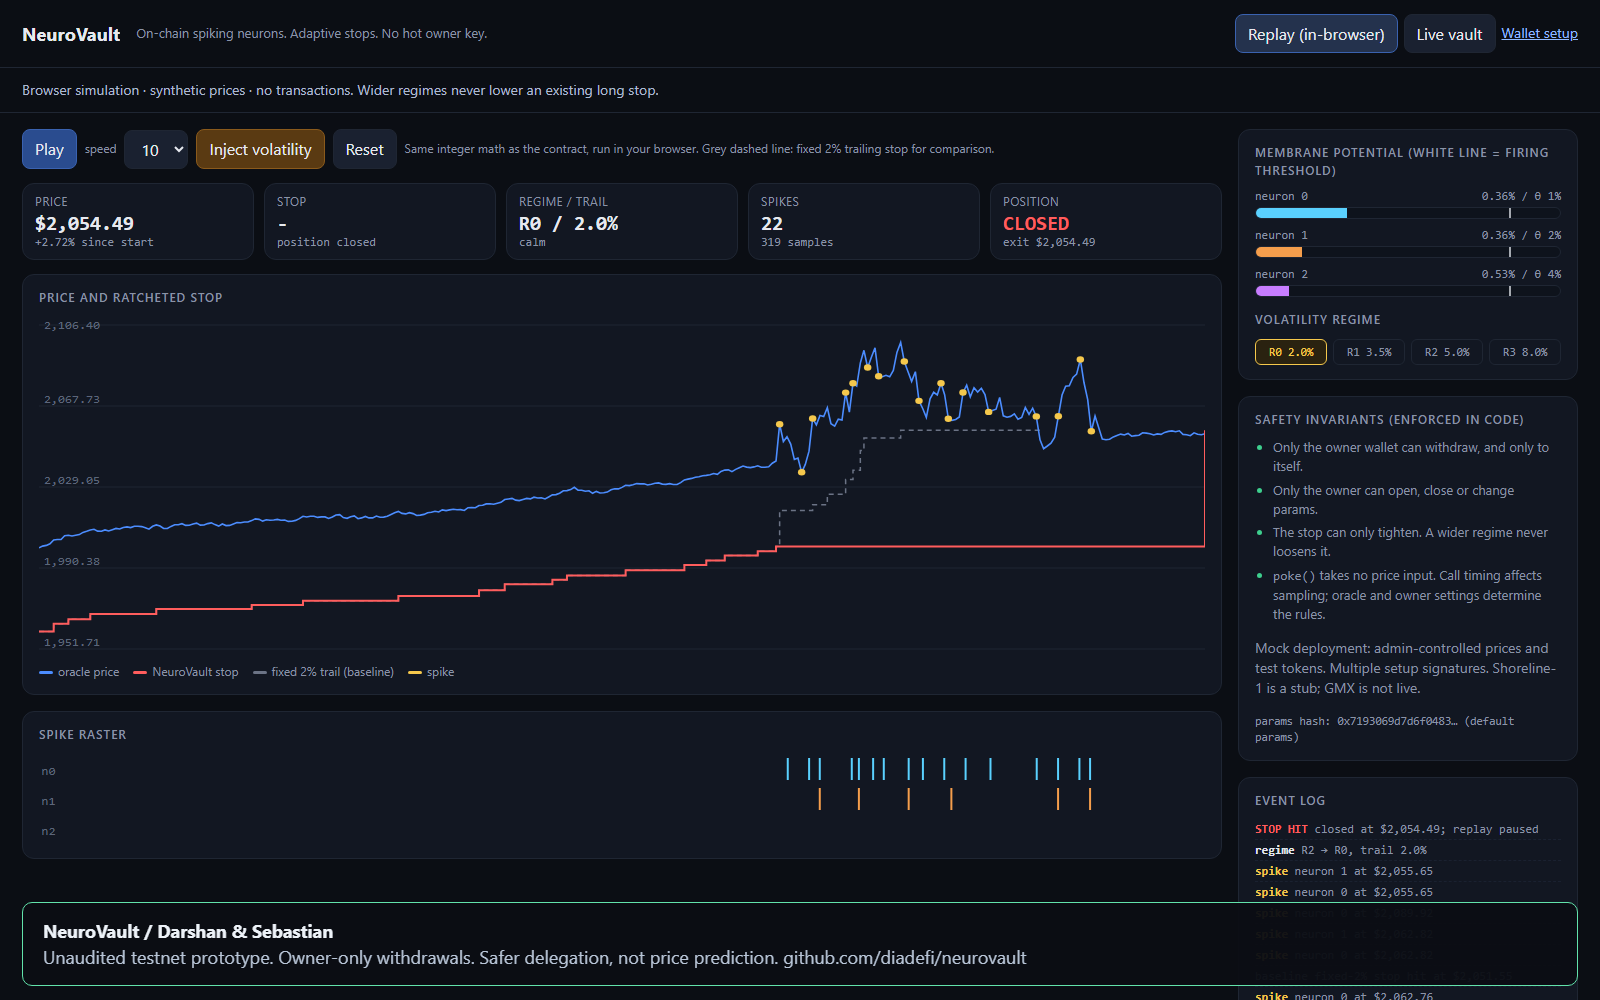 NeuroVault
On-chain spiking neurons. Adaptive stops. No hot owner key.
Replay (in-browser)
Live vault
Wallet setup
Browser simulation · synthetic prices · no transactions. Wider regimes never lower an existing long stop.
Play
speed
10
Inject volatility
Reset
Same integer math as the contract, run in your browser. Grey dashed line: fixed 2% trailing stop for comparison.
PRICE
$2,054.49
+2.72% since start
STOP
-
position closed
REGIME / TRAIL
R0 / 2.0%
calm
SPIKES
22
319 samples
POSITION
CLOSED
exit $2,054.49
PRICE AND RATCHETED STOP
2,106.40
2,067.73
2,029.05
1,990.38
1,951.71
oracle price
NeuroVault stop
fixed 2% trail (baseline)
spike
SPIKE RASTER
n0
n1
n2
MEMBRANE POTENTIAL (WHITE LINE = FIRING
THRESHOLD)
neuron 0
0.36% / θ 1%
neuron 1
0.36% / θ 2%
neuron 2
0.53% / θ 4%
VOLATILITY REGIME
R0 2.0%
R1 3.5%
R2 5.0%
R3 8.0%
SAFETY INVARIANTS (ENFORCED IN CODE)
Only the owner wallet can withdraw, and only to
itself.
Only the owner can open, close or change
params.
The stop can only tighten. A wider regime never
loosens it.
poke() takes no price input. Call timing affects
sampling; oracle and owner settings determine
the rules.
Mock deployment: admin-controlled prices and
test tokens. Multiple setup signatures. Shoreline-
1 is a stub; GMX is not live.
params hash: 0x7193069d7d6f0483… (default
params)
EVENT LOG
STOP HIT closed at $2,054.49; replay paused
regime R2 → R0, trail 2.0%
spike neuron 1 at $2,055.65
spike neuron 0 at $2,055.65
NeuroVault / Darshan & Sebastian
Unaudited testnet prototype. Owner-only withdrawals. Safer delegation, not price prediction. github.com/diadefi/neurovault
spike neuron 0 at $2,062.76